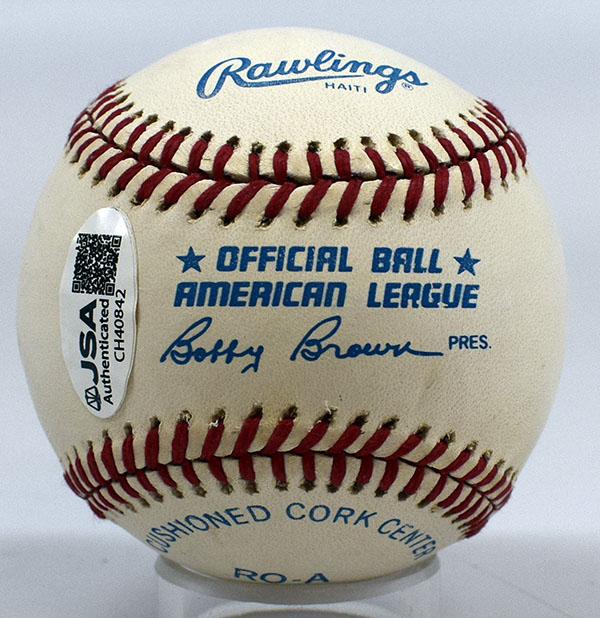 Rawlings®
HAITI
★ OFFICIAL BALL ★
AMERICAN LEAGUE
Bobby Brown PRES.
JSA
Authenticated
CH40842
CUSHIONED CORK CENTER
RO-A